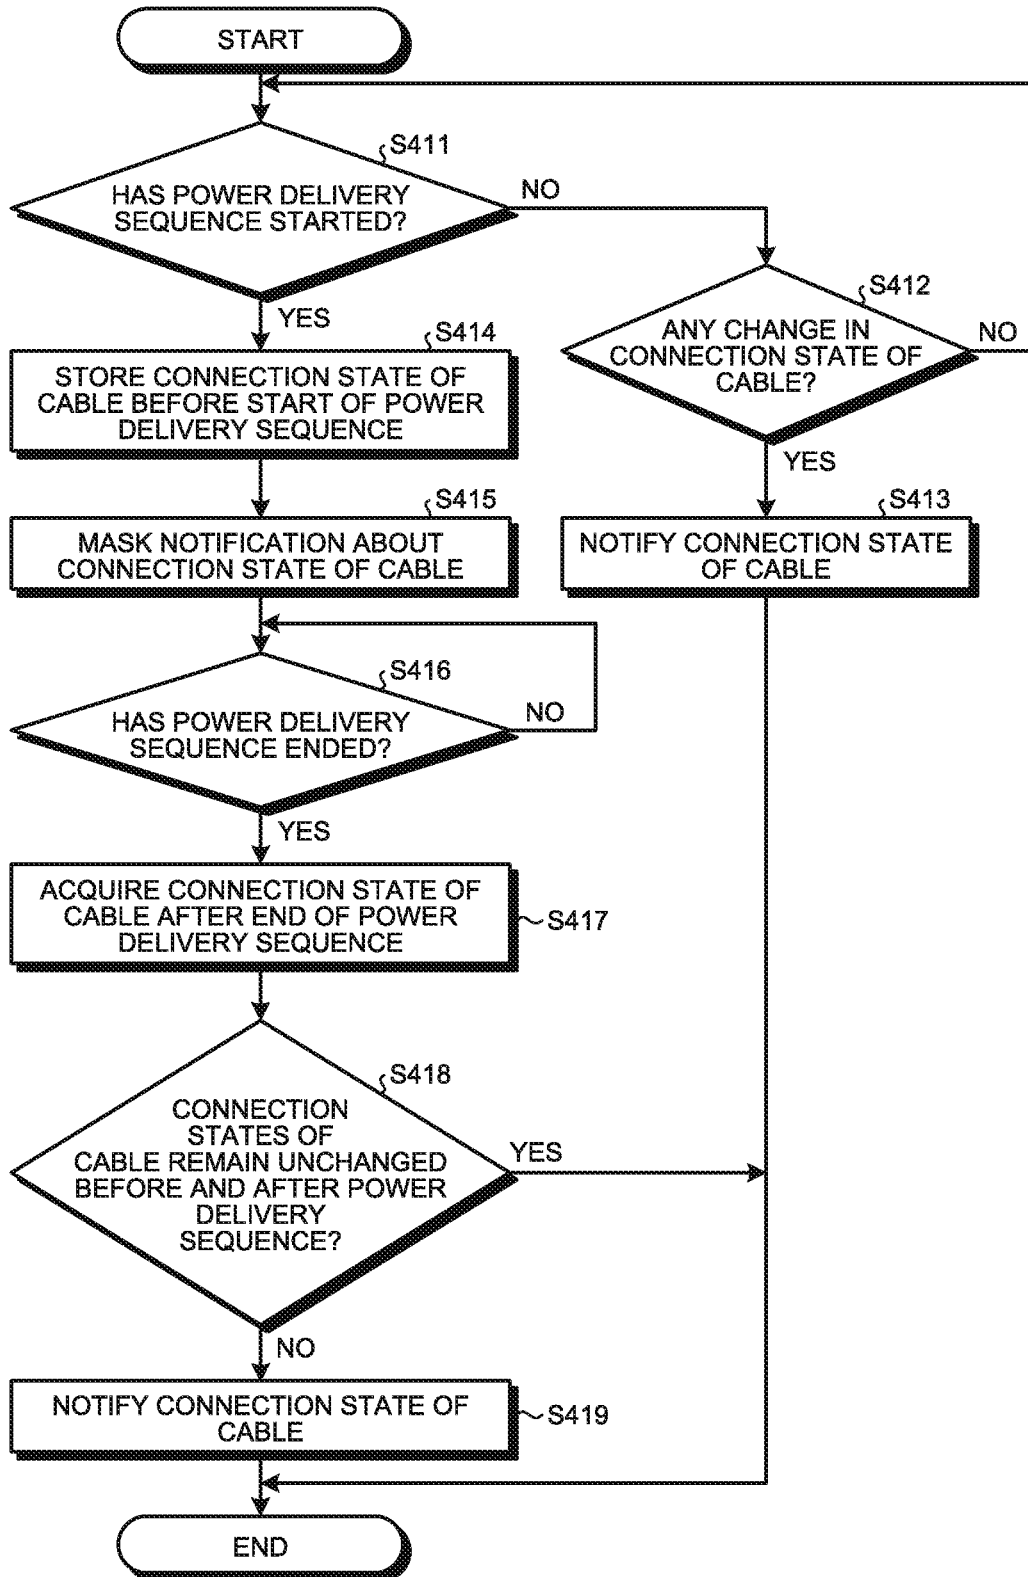 START
S411
HAS POWER DELIVERY
SEQUENCE STARTED?
NO
YES
S412
ANY CHANGE IN
CONNECTION STATE OF
CABLE?
NO
YES
S414
STORE CONNECTION STATE OF
CABLE BEFORE START OF POWER
DELIVERY SEQUENCE
S413
NOTIFY CONNECTION STATE
OF CABLE
S415
MASK NOTIFICATION ABOUT
CONNECTION STATE OF CABLE
S416
HAS POWER DELIVERY
SEQUENCE ENDED?
NO
YES
ACQUIRE CONNECTION STATE OF
CABLE AFTER END OF POWER
DELIVERY SEQUENCE
S417
S418
CONNECTION
STATES OF
CABLE REMAIN UNCHANGED
BEFORE AND AFTER POWER
DELIVERY
SEQUENCE?
YES
NO
NOTIFY CONNECTION STATE OF
CABLE
S419
END